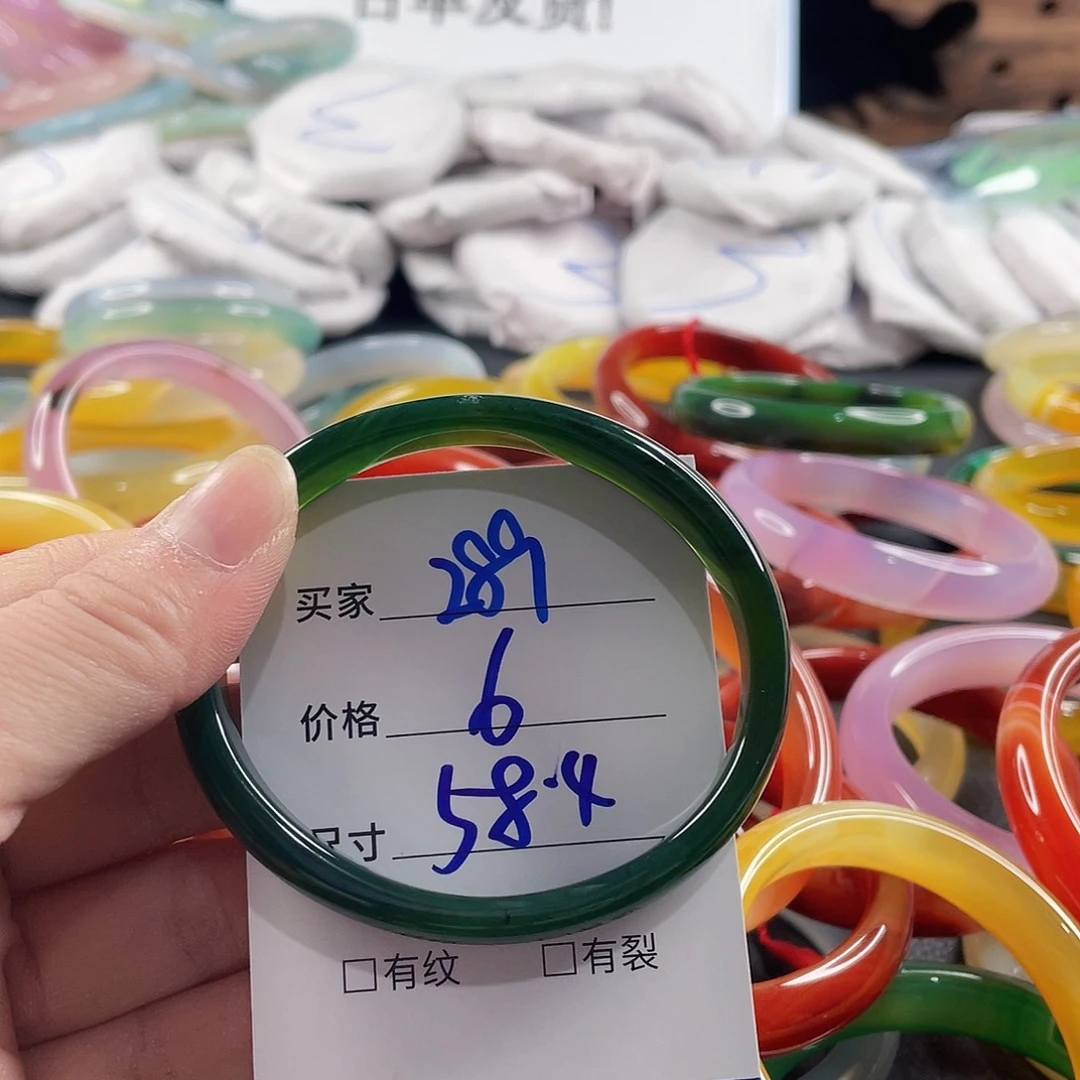 买家 289
价格 6
尺寸 58.4
□有纹 □有裂